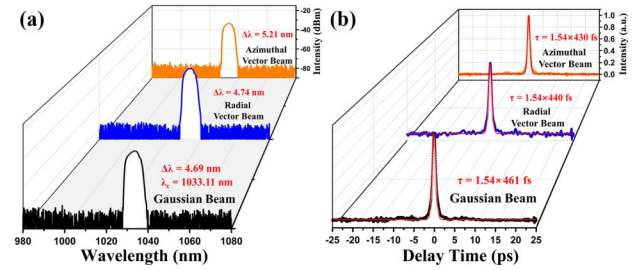 (a)
Δλ = 5.21 nm
Azimuthal
Vector Beam
-40
-60
-80
Intensity (dBm)
Δλ = 4.74 nm
Radial
Vector Beam
Δλ = 4.69 nm
λc = 1033.11 nm
Gaussian Beam
980 1000 1020 1040 1060 1080
Wavelength (nm)
(b)
τ = 1.54×430 fs
Azimuthal
Vector Beam
1.0
0.8
0.6
0.4
0.2
0.0
Intensity (a.u.)
τ = 1.54×440 fs
Radial
Vector Beam
τ = 1.54×461 fs
Gaussian Beam
-25 -20 -15 -10 -5 0 5 10 15 20 25
Delay Time (ps)